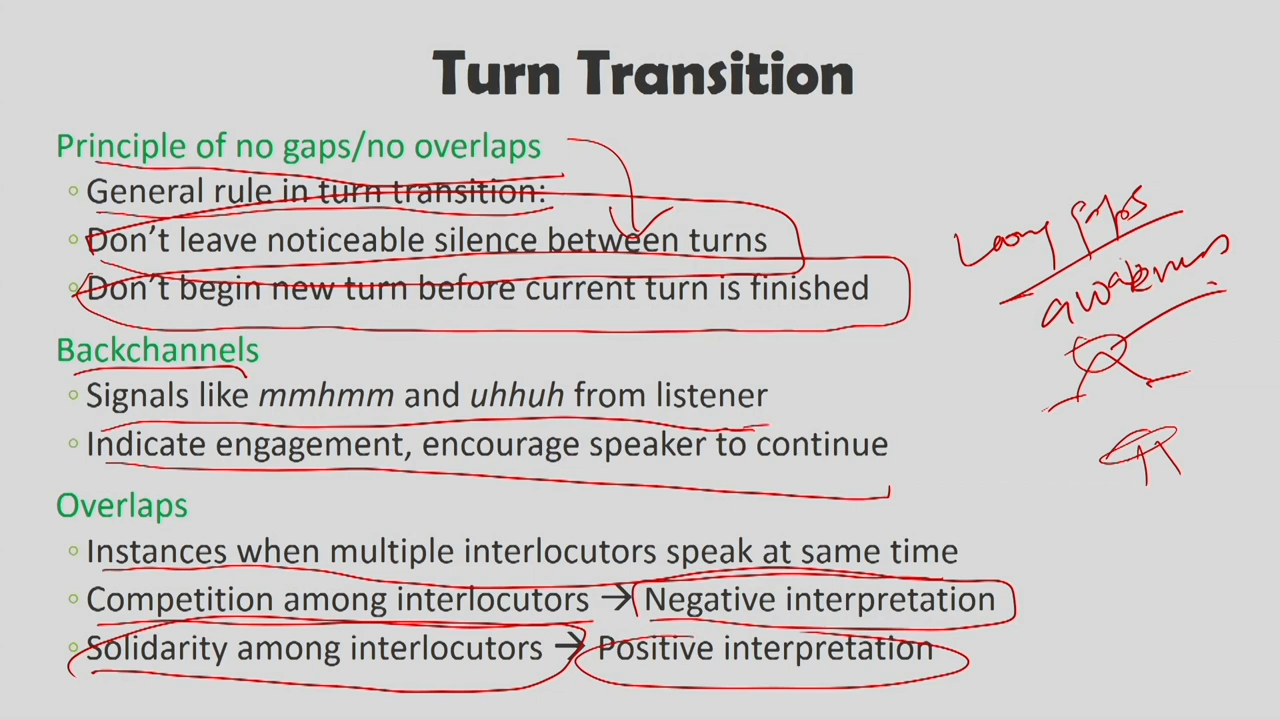 Turn Transition
Principle of no gaps/no overlaps
General rule in turn transition:
Don't leave noticeable silence between turns
Don't begin new turn before current turn is finished
Backchannels
Signals like mmhmm and uhhuh from listener
Indicate engagement, encourage speaker to continue
Overlaps
Instances when multiple interlocutors speak at same time
Competition among interlocutors → Negative interpretation
Solidarity among interlocutors → Positive interpretation
gaps